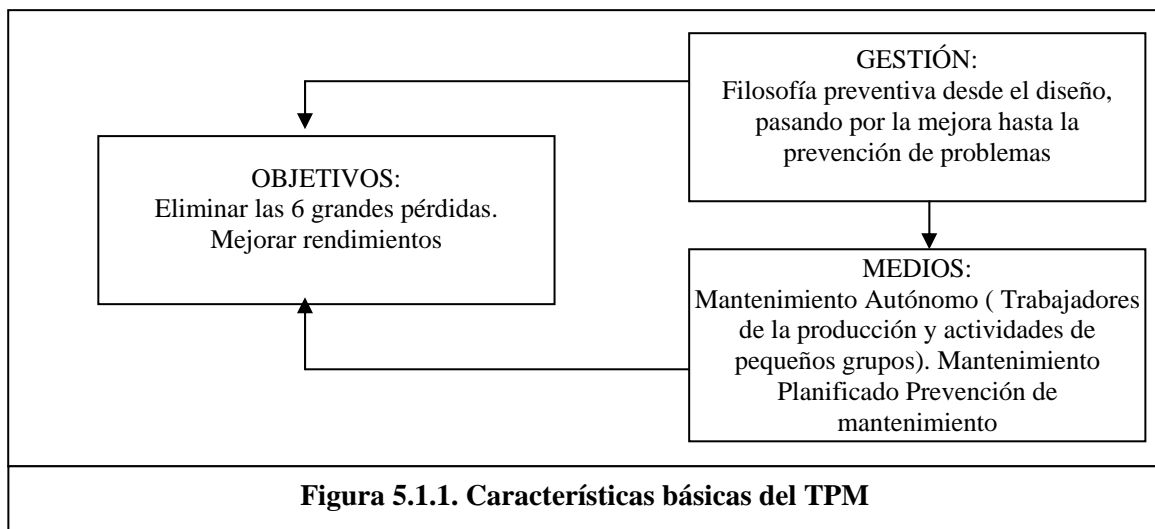 GESTIÓN:
Filosofía preventiva desde el diseño,
pasando por la mejora hasta la
prevención de problemas
OBJETIVOS:
Eliminar las 6 grandes pérdidas.
Mejorar rendimientos
MEDIOS:
Mantenimiento Autónomo ( Trabajadores
de la producción y actividades de
pequeños grupos). Mantenimiento
Planificado Prevención de
mantenimiento
Figura 5.1.1. Características básicas del TPM